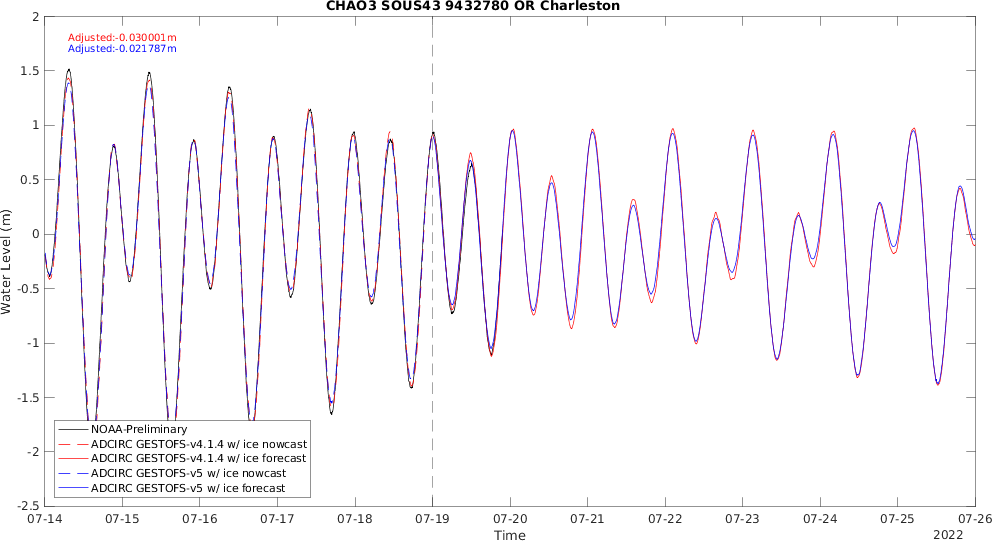 CHAO3 SOUS43 9432780 OR Charleston
Adjusted:-0.030001m
Adjusted:-0.021787m
2
1.5
1
0.5
0
-0.5
-1
-1.5
-2
-2.5
Water Level (m)
NOAA-Preliminary
ADCIRC GESTOFS-v4.1.4 w/ ice nowcast
ADCIRC GESTOFS-v4.1.4 w/ ice forecast
ADCIRC GESTOFS-v5 w/ ice nowcast
ADCIRC GESTOFS-v5 w/ ice forecast
07-14 07-15 07-16 07-17 07-18 07-19 07-20 07-21 07-22 07-23 07-24 07-25 07-26
Time
2022